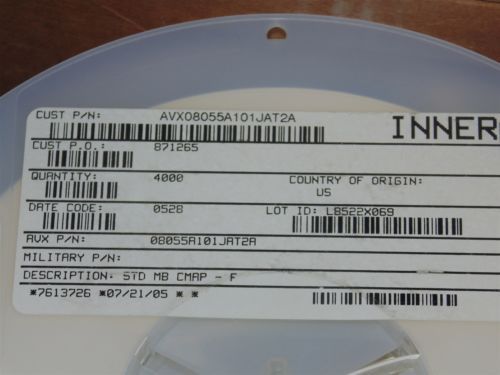 CUST P/N: AVX08055A101JAT2A
INNER
CUST P.O.: 871265
QUANTITY: 4000
COUNTRY OF ORIGIN:
US
DATE CODE: 0528
LOT ID: L8522X069
AVX P/N: 08055A101JAT2A
MILITARY P/N:
DESCRIPTION: STD MB CMAP - F
*7613726 *07/21/05 * *